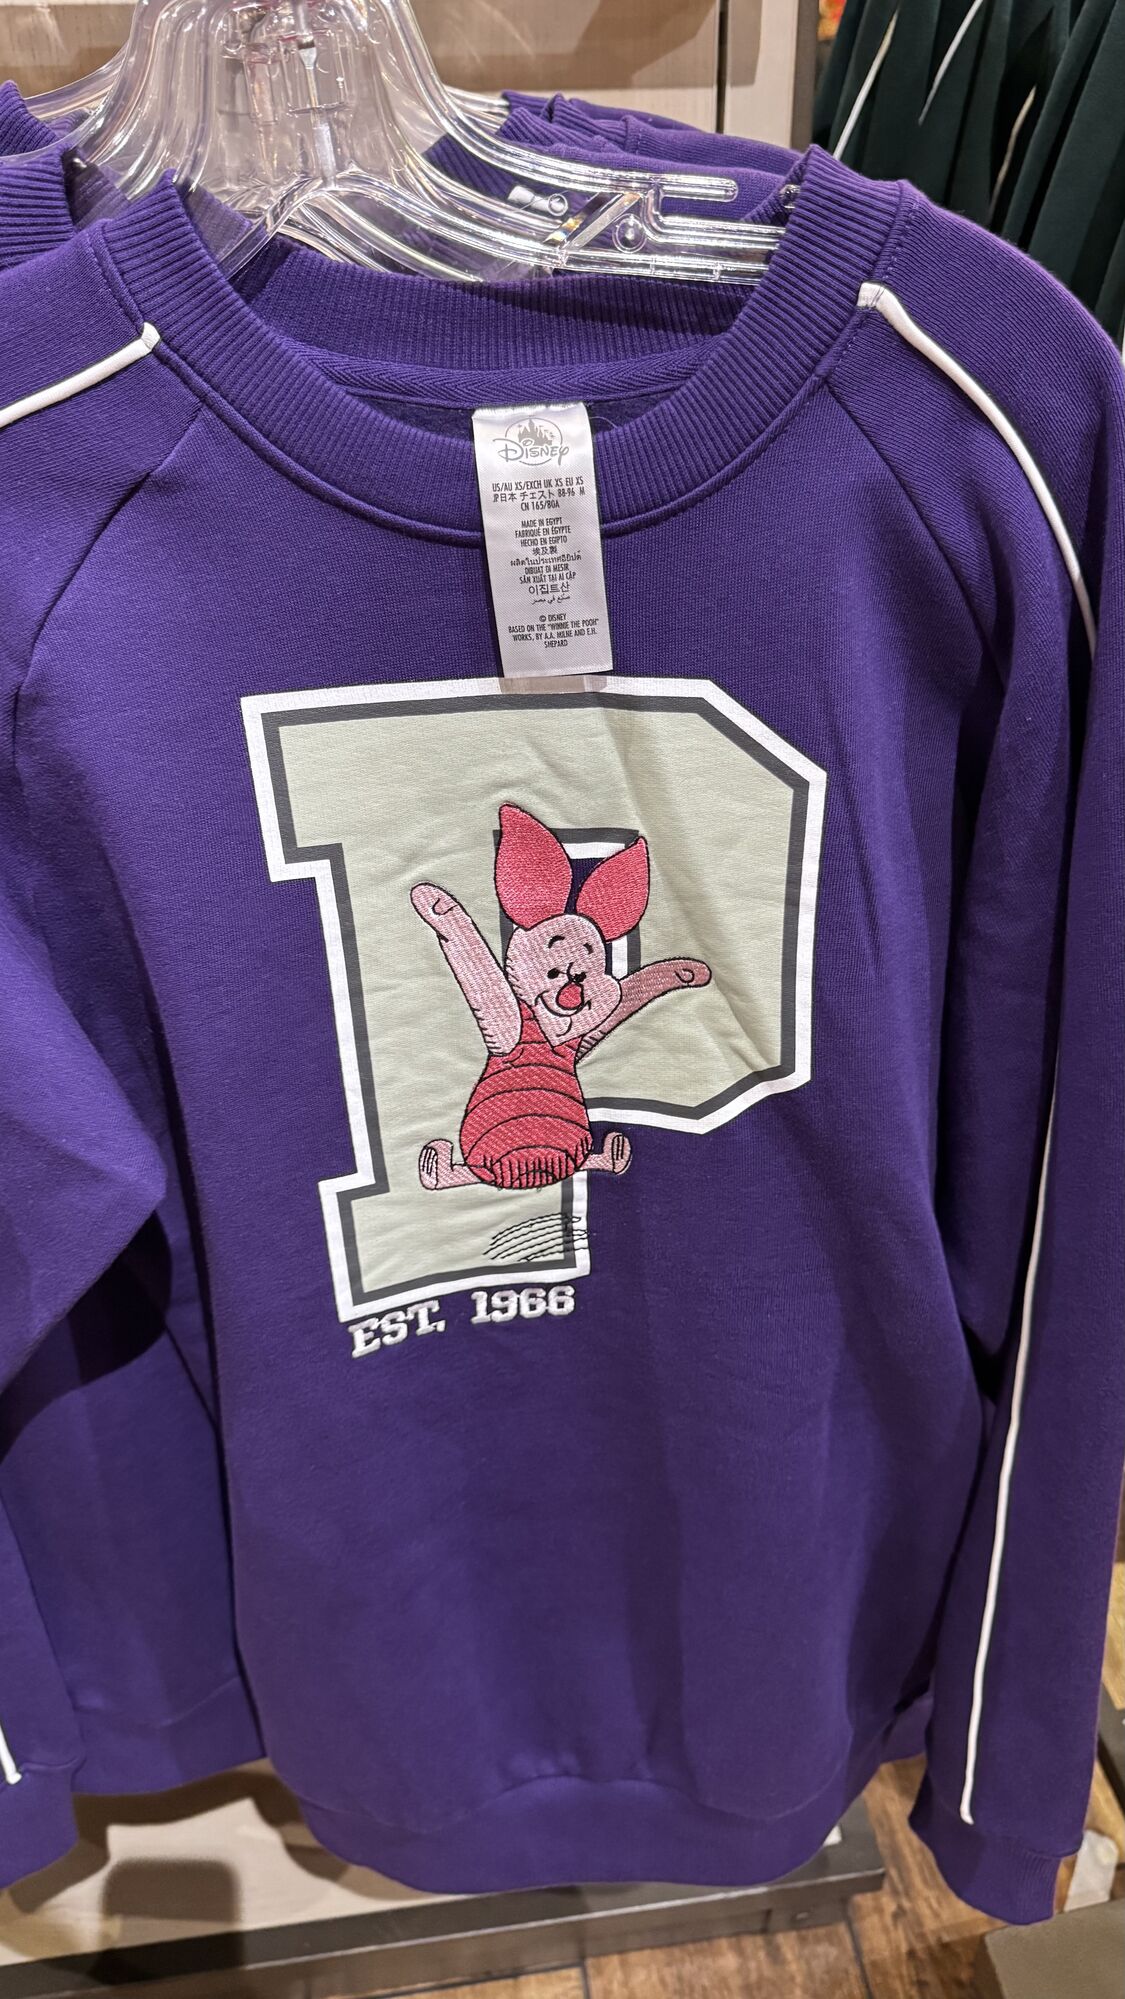 Disney
US/AU XS/EXCH UK XS EU XS
JP日本 チェスト 88-96 M
CN 165/80A
MADE IN EGYPT
FABRIQUÉ EN ÉGYPTE
HECHO EN EGIPTO
埃及製
ผลิตในประเทศอียิปต์
DIBUAT DI MESIR
SẢN XUẤT TẠI AI CẬP
이집트산
صنع في مصر
© DISNEY
BASED ON THE "WINNIE THE POOH"
WORKS, BY A.A. MILNE AND E.H.
SHEPARD
P
EST. 1966